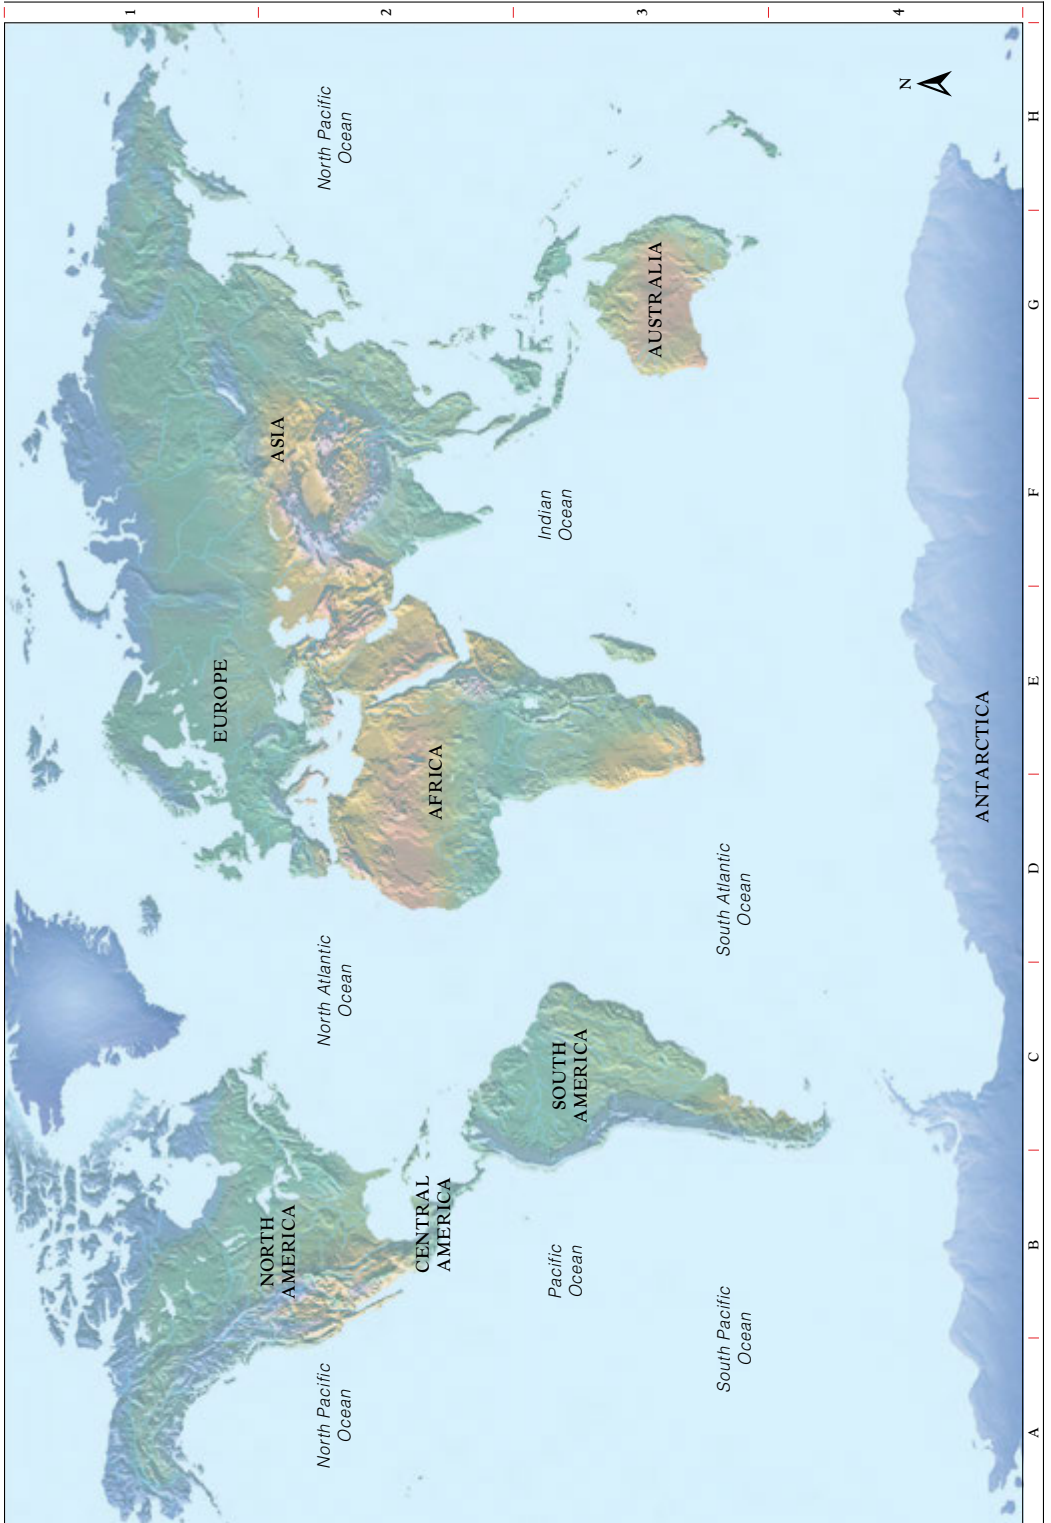 1
2
3
4
A
B
C
D
E
F
G
H
N
EUROPE
ASIA
NORTH
AMERICA
North Pacific
Ocean
North Atlantic
Ocean
North Pacific
Ocean
CENTRAL
AMERICA
AFRICA
Pacific
Ocean
SOUTH
AMERICA
Indian
Ocean
AUSTRALIA
South Pacific
Ocean
South Atlantic
Ocean
ANTARCTICA